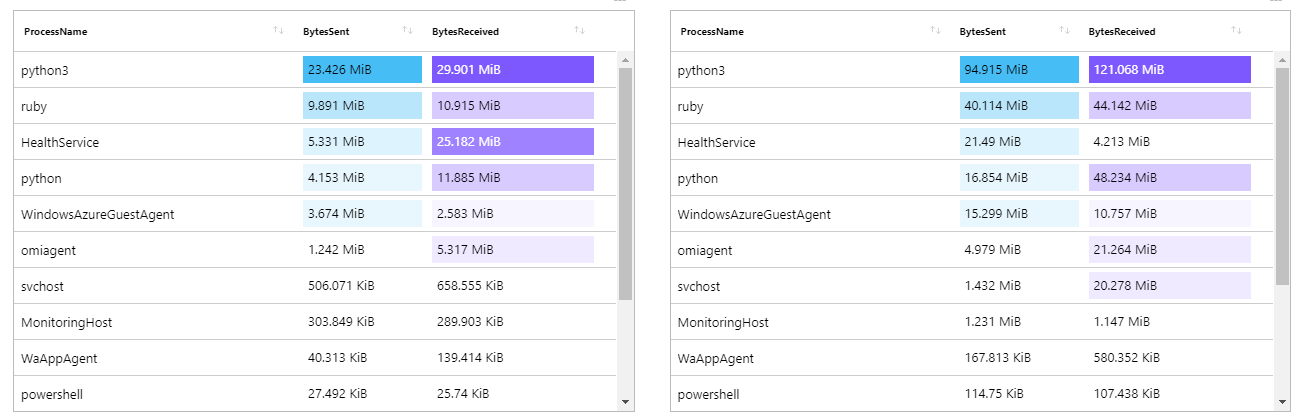 ProcessName BytesSent BytesReceived
python3 23.426 MiB 29.901 MiB
ruby 9.891 MiB 10.915 MiB
HealthService 5.331 MiB 25.182 MiB
python 4.153 MiB 11.885 MiB
WindowsAzureGuestAgent 3.674 MiB 2.583 MiB
omiagent 1.242 MiB 5.317 MiB
svchost 506.071 KiB 658.555 KiB
MonitoringHost 303.849 KiB 289.903 KiB
WaAppAgent 40.313 KiB 139.414 KiB
powershell 27.492 KiB 25.74 KiB
ProcessName BytesSent BytesReceived
python3 94.915 MiB 121.068 MiB
ruby 40.114 MiB 44.142 MiB
HealthService 21.49 MiB 4.213 MiB
python 16.854 MiB 48.234 MiB
WindowsAzureGuestAgent 15.299 MiB 10.757 MiB
omiagent 4.979 MiB 21.264 MiB
svchost 1.432 MiB 20.278 MiB
MonitoringHost 1.231 MiB 1.147 MiB
WaAppAgent 167.813 KiB 580.352 KiB
powershell 114.75 KiB 107.438 KiB